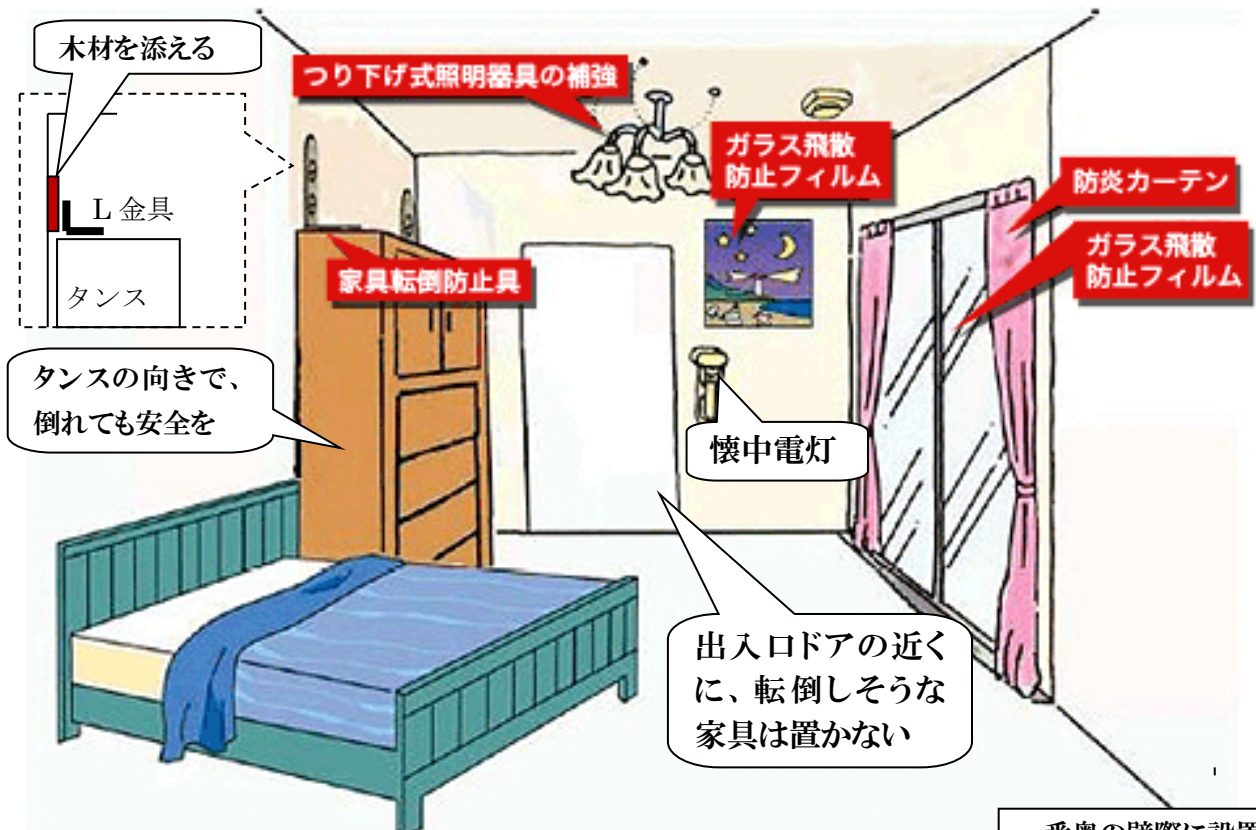 木材を添える
つり下げ式照明器具の補強
ガラス飛散
防止フィルム
防炎カーテン
ガラス飛散
防止フィルム
L 金具
タンス
家具転倒防止具
タンスの向きで、
倒れても安全を
懐中電灯
出入口ドアの近く
に、転倒しそうな
家具は置かない